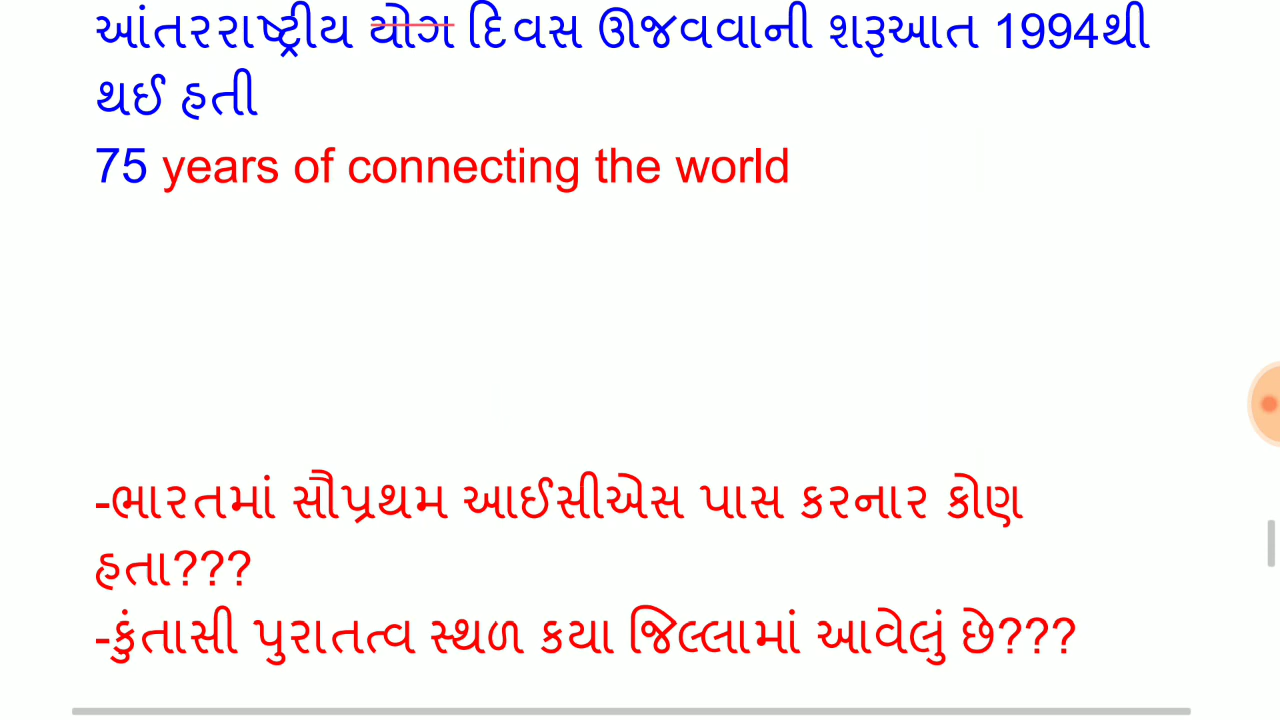 આંતરરાષ્ટ્રીય યોગ દિવસ ઊજવવાની શરૂઆત 1994થી
થઈ હતી
75 years of connecting the world
-ભારતમાં સૌપ્રથમ આઈસીએસ પાસ કરનાર કોણ
હતા???
-કુંતાસી પુરાતત્વ સ્થળ કયા જિલ્લામાં આવેલું છે???